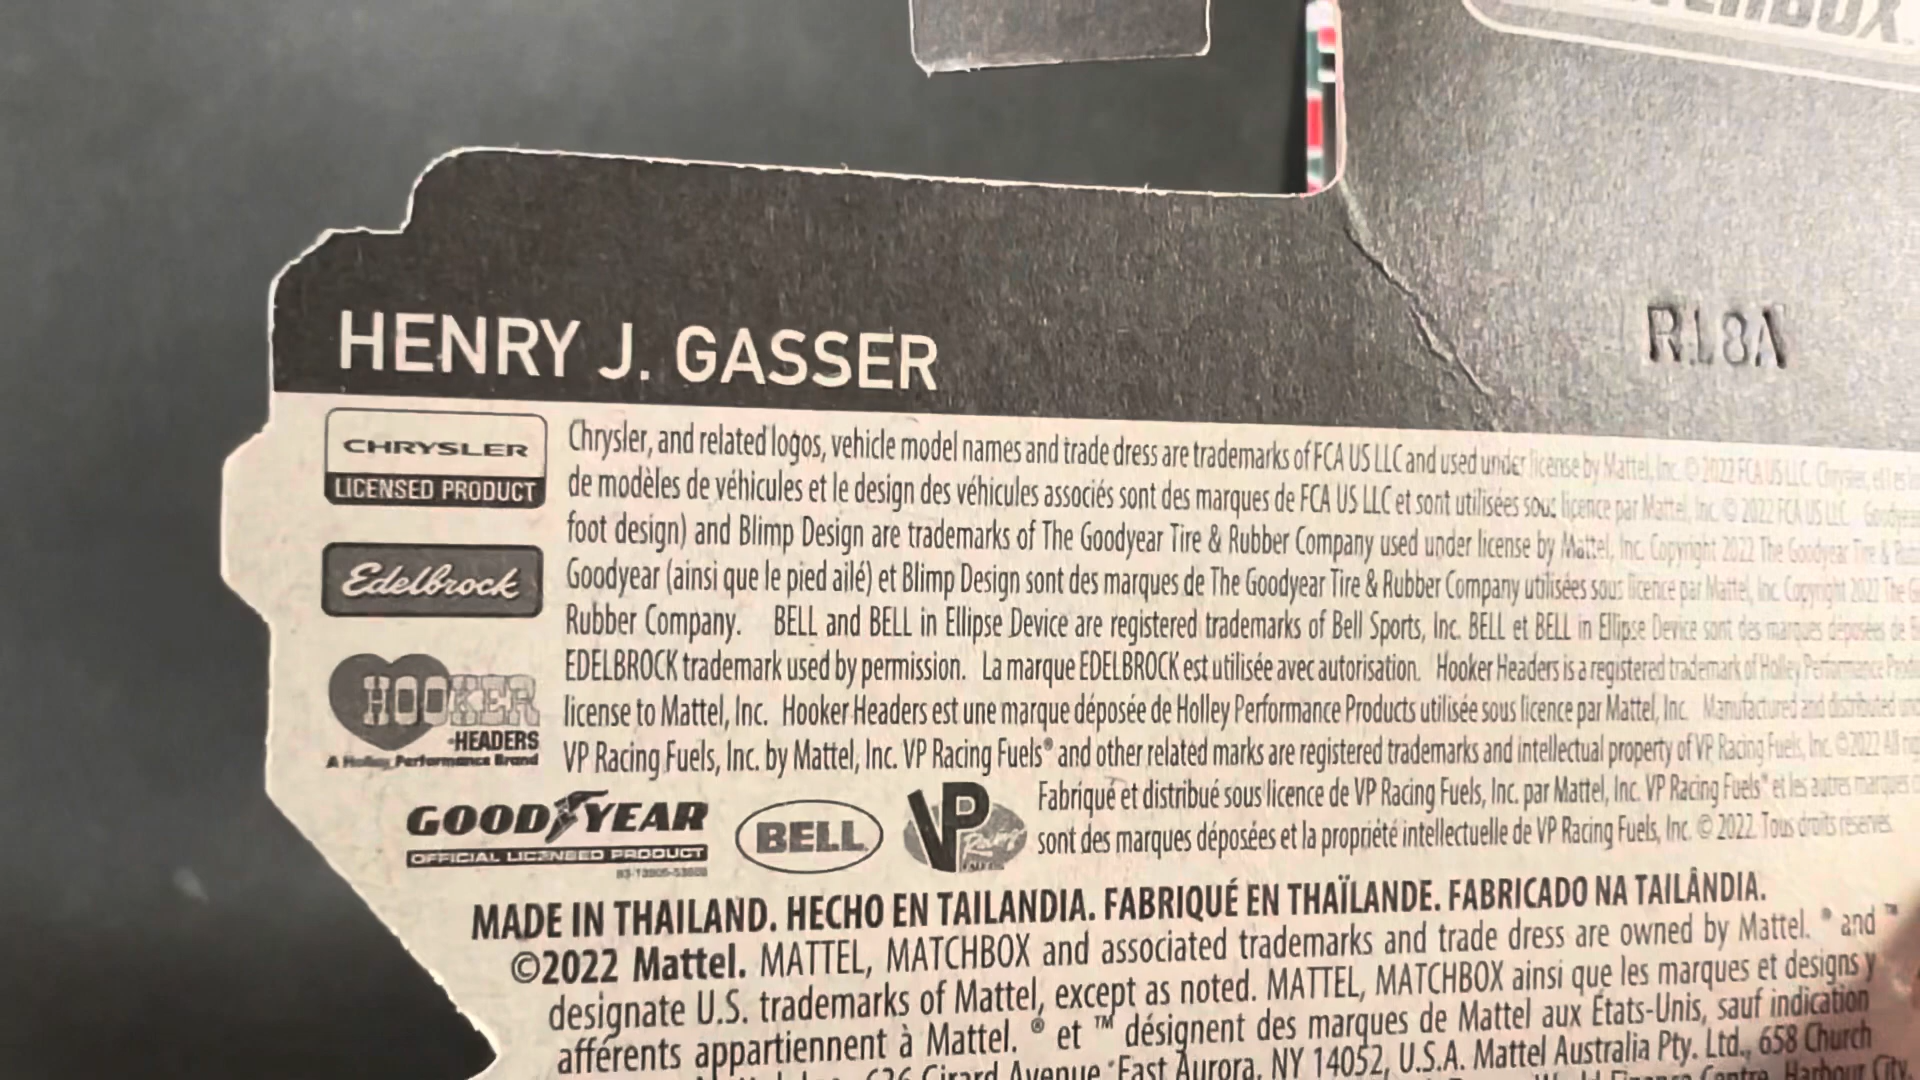 HENRY J. GASSER
R18A
CHRYSLER
LICENSED PRODUCT
Edelbrock
HOOKER
HEADERS
A Holley Performance Brand
Chrysler, and related logos, vehicle model names and trade dress are trademarks of FCA US LLC and used under license by Mattel, Inc. © 2022 FCA US LLC. Chrysler, et les
de modèles de véhicules et le design des véhicules associés sont des marques de FCA US LLC et sont utilisées sous licence par Mattel, Inc. © 2022 FCA US LLC.
foot design) and Blimp Design are trademarks of The Goodyear Tire & Rubber Company used under license by Mattel, Inc. Copyright 2022 The Goodyear Tire &
Goodyear (ainsi que le pied ailé) et Blimp Design sont des marques de The Goodyear Tire & Rubber Company utilisées sous licence par Mattel, Inc. Copyright 2022 The
Rubber Company. BELL and BELL in Ellipse Device are registered trademarks of Bell Sports, Inc. BELL et BELL in Ellipse Device sont des marques déposées de
EDELBROCK trademark used by permission. La marque EDELBROCK est utilisée avec autorisation. Hooker Headers is a registered trademark of Holley Performance
license to Mattel, Inc. Hooker Headers est une marque déposée de Holley Performance Products utilisée sous licence par Mattel, Inc. Manufactured and distributed
VP Racing Fuels, Inc. by Mattel, Inc. VP Racing Fuels® and other related marks are registered trademarks and intellectual property of VP Racing Fuels, Inc. ©2022 All
Fabriqué et distribué sous licence de VP Racing Fuels, Inc. par Mattel, Inc. VP Racing Fuels® et les autres marques
sont des marques déposées et la propriété intellectuelle de VP Racing Fuels, Inc. © 2022. Tous droits réservés.
GOODYEAR
OFFICIAL LICENSED PRODUCT
BELL
VP Racing
MADE IN THAILAND. HECHO EN TAILANDIA. FABRIQUÉ EN THAÏLANDE. FABRICADO NA TAILÂNDIA.
©2022 Mattel. MATTEL, MATCHBOX and associated trademarks and trade dress are owned by Mattel. ® and ™
designate U.S. trademarks of Mattel, except as noted. MATTEL, MATCHBOX ainsi que les marques et designs y
afférents appartiennent à Mattel. ® et ™ désignent des marques de Mattel aux États-Unis, sauf indication
636 Girard Avenue East Aurora, NY 14052, U.S.A. Mattel Australia Pty. Ltd., 658 Church
Harbour City,